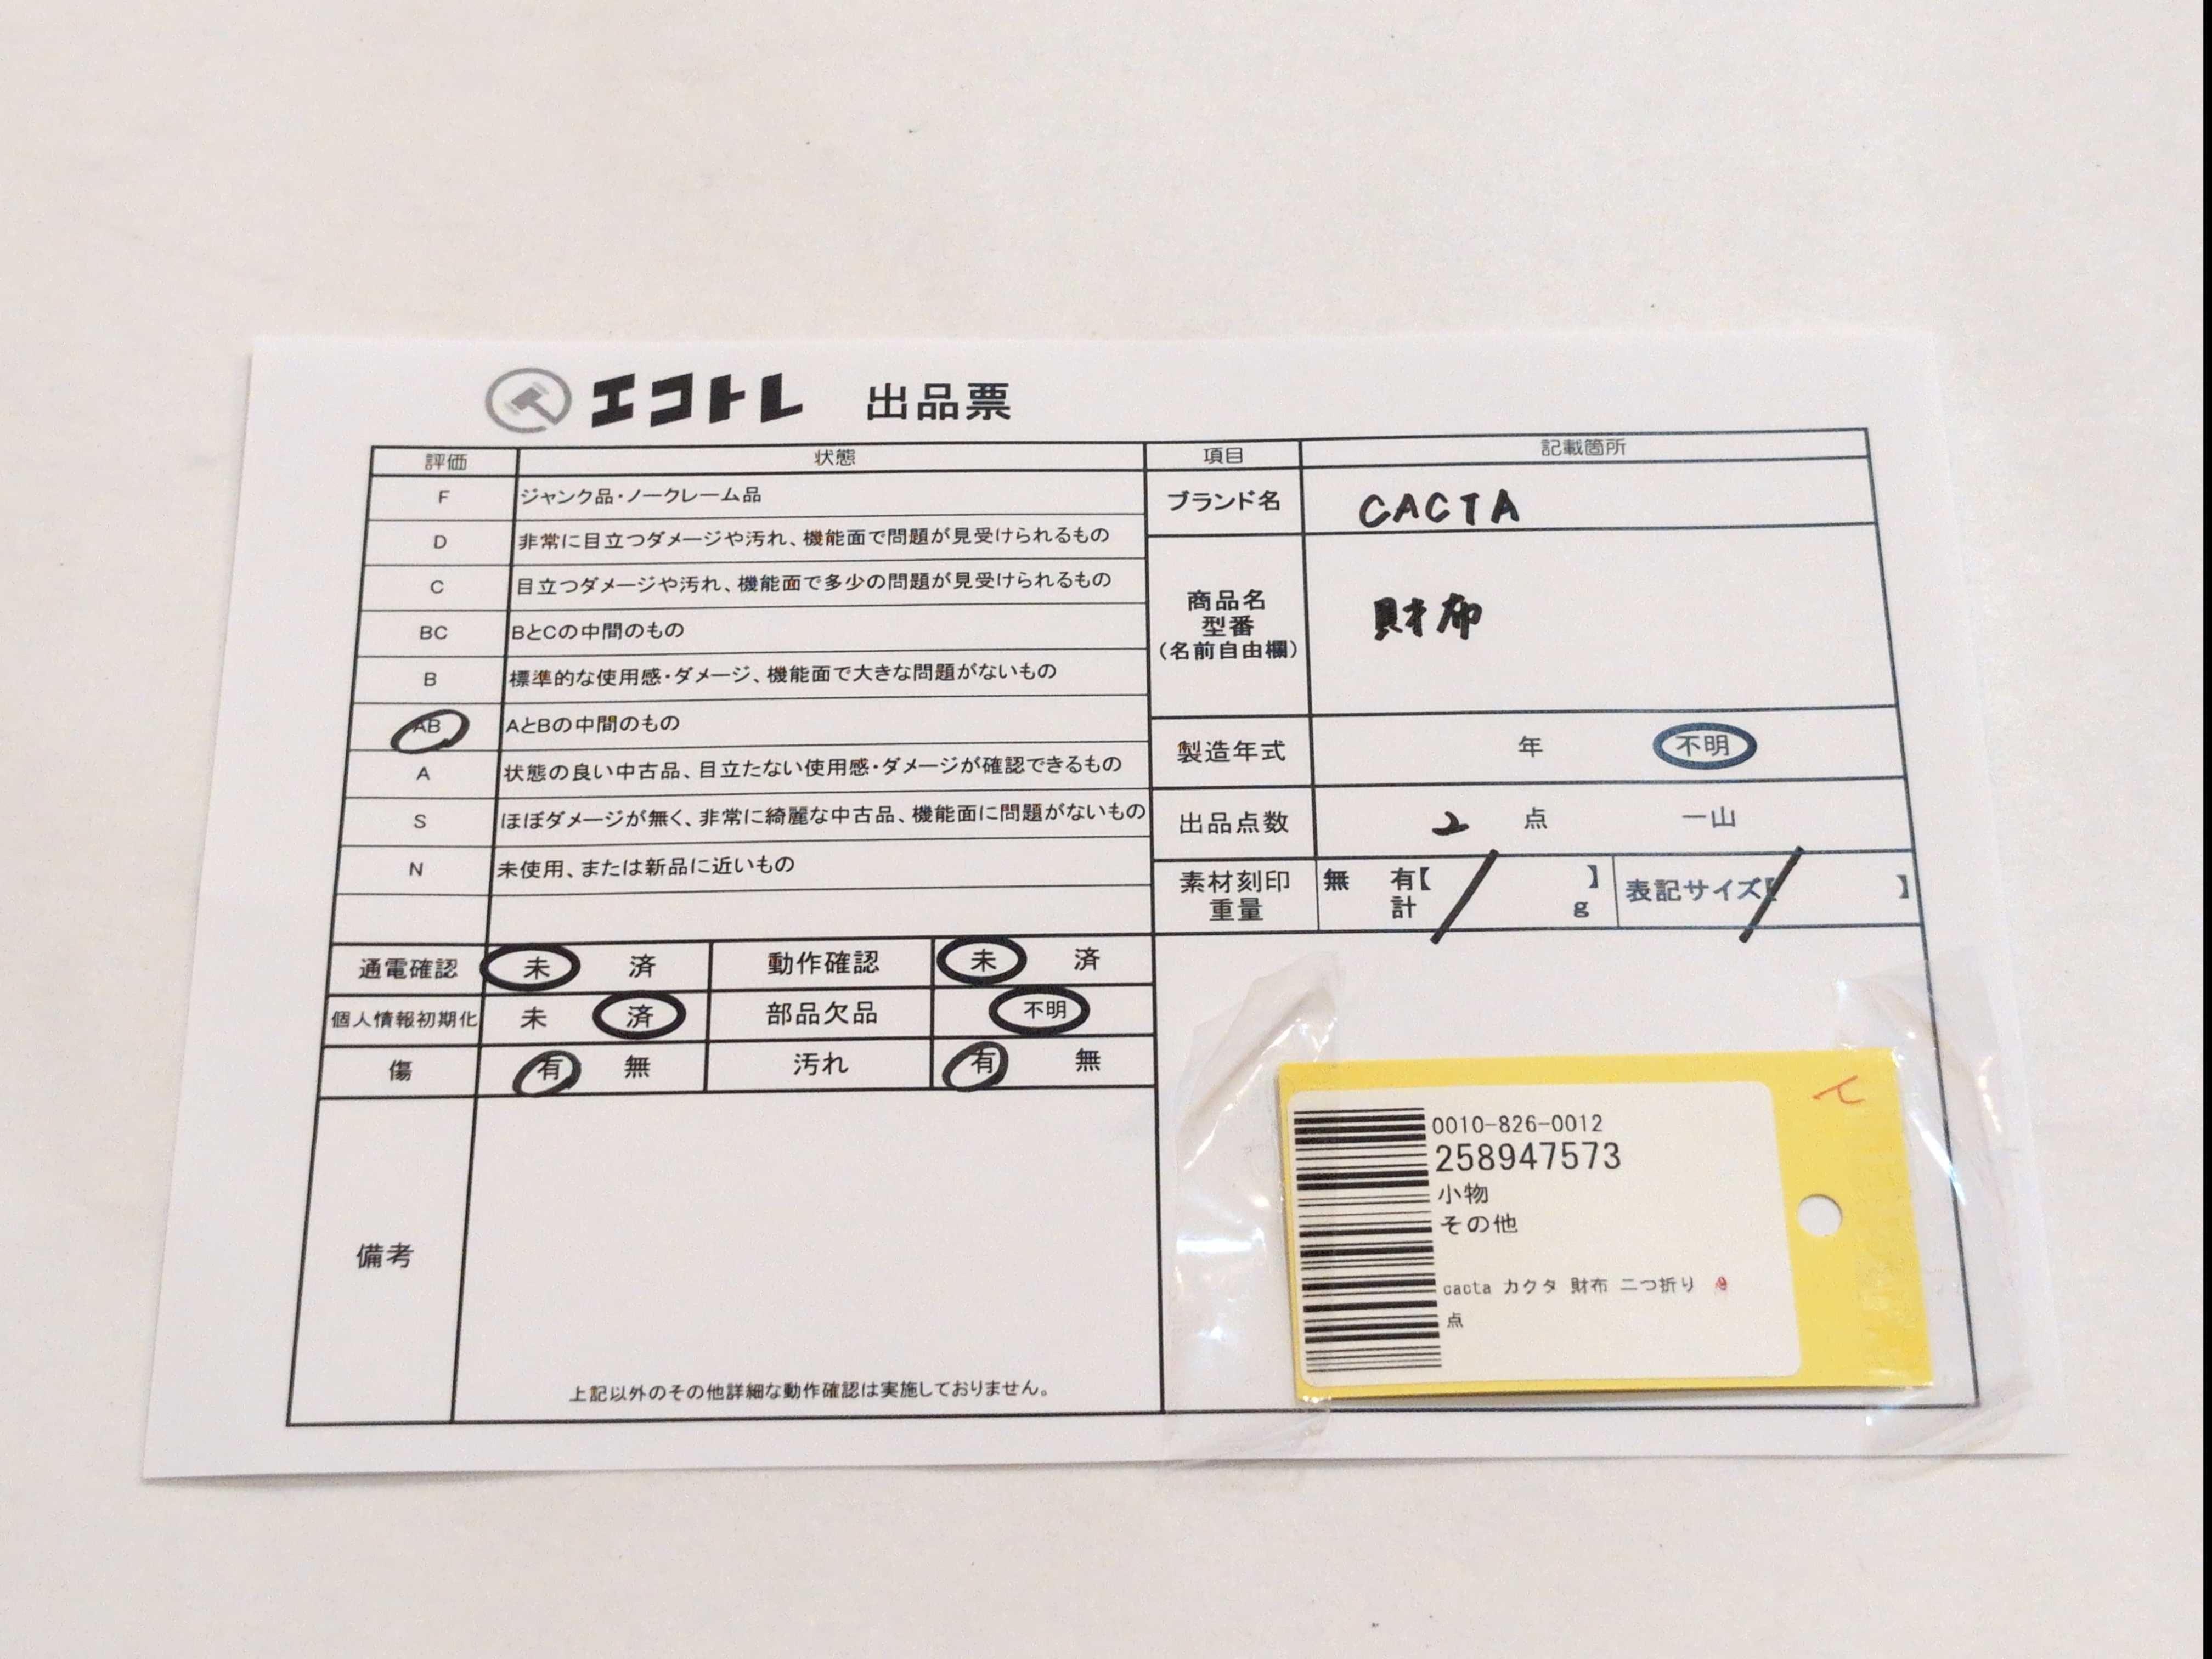 エコトレ 出品票
評価 状態
F ジャンク品・ノークレーム品
D 非常に目立つダメージや汚れ、機能面で問題が見受けられるもの
C 目立つダメージや汚れ、機能面で多少の問題が見受けられるもの
BC BとCの中間のもの
B 標準的な使用感・ダメージ、機能面で大きな問題がないもの
AB AとBの中間のもの
A 状態の良い中古品、目立たない使用感・ダメージが確認できるもの
S ほぼダメージが無く、非常に綺麗な中古品、機能面に問題がないもの
N 未使用、または新品に近いもの
通電確認 未 済 動作確認 未 済
個人情報初期化 未 済 部品欠品 不明
傷 有 無 汚れ 有 無
備考
上記以外のその他詳細な動作確認は実施しておりません。
項目 記載箇所
ブランド名 CACTA
商品名
型番
(名前自由欄)
財布
製造年式 年 不明
出品点数 2 点 一山
素材刻印 無 有【 】 表記サイズ【 】
重量 計 g
0010-826-0012
258947573
小物
その他
cacta カクタ 財布 二つ折り
点